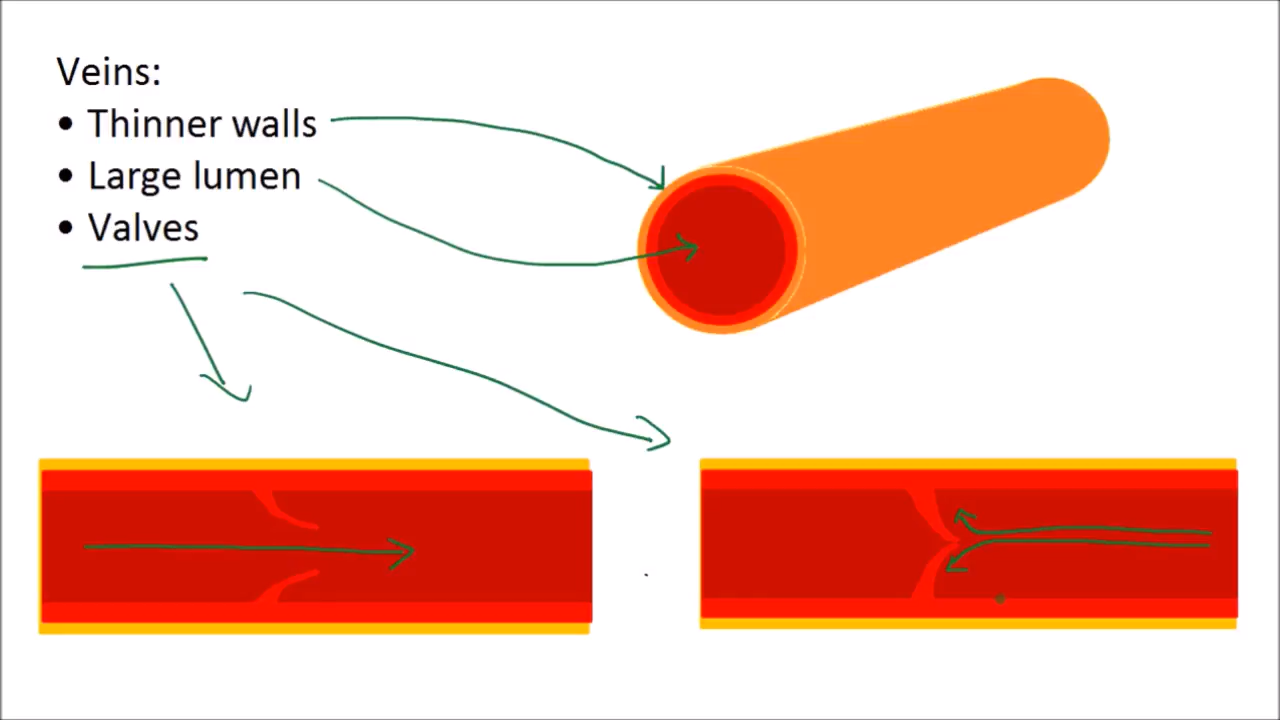 Veins:
• Thinner walls
• Large lumen
• Valves